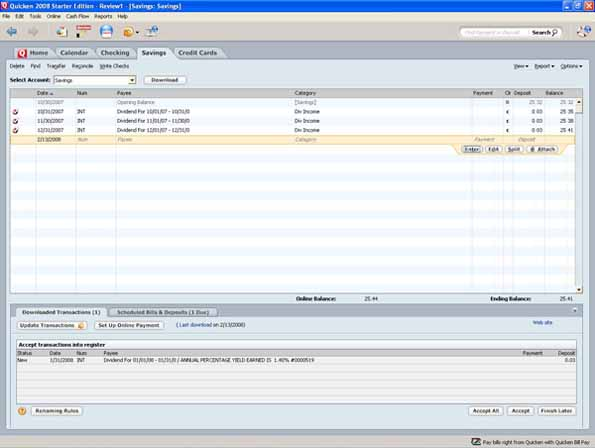 Quicken 2008 Starter Edition - Review1 - [Savings: Savings]
File Edit Tools Online Cash Flow Reports Help
Find Payment or Deposit Search
Home Calendar Checking Savings Credit Cards
Delete Find Transfer Reconcile Write Checks View Report Options
Select Account: Savings Download
Date Num Payee Category Payment Clr Deposit Balance
10/30/2007 Opening Balance [Savings] R 25 32 25 32
10/31/2007 INT Dividend For 10/01/07 - 10/31/0 Div Income c 0 03 25 35
11/30/2007 INT Dividend For 11/01/07 - 11/30/0 Div Income c 0 03 25 38
12/31/2007 INT Dividend For 12/01/07 - 12/31/0 Div Income c 0 03 25 41
2/13/2008 Num Payee Category Payment Deposit
Enter Edit Split Attach
Online Balance: 25.44 Ending Balance: 25.41
Downloaded Transactions (1) Scheduled Bills & Deposits (1 Due)
Update Transactions Set Up Online Payment (Last download on 2/13/2008) Web site
Accept transactions into register
Status Date Num Payee Payment Deposit
New 1/31/2008 INT Dividend For 01/01/08 - 01/31/0 / ANNUAL PERCENTAGE YIELD EARNED IS 1.40% #0000519 0.03
Renaming Rules Accept All Accept Finish Later
Pay bills right from Quicken with Quicken Bill Pay